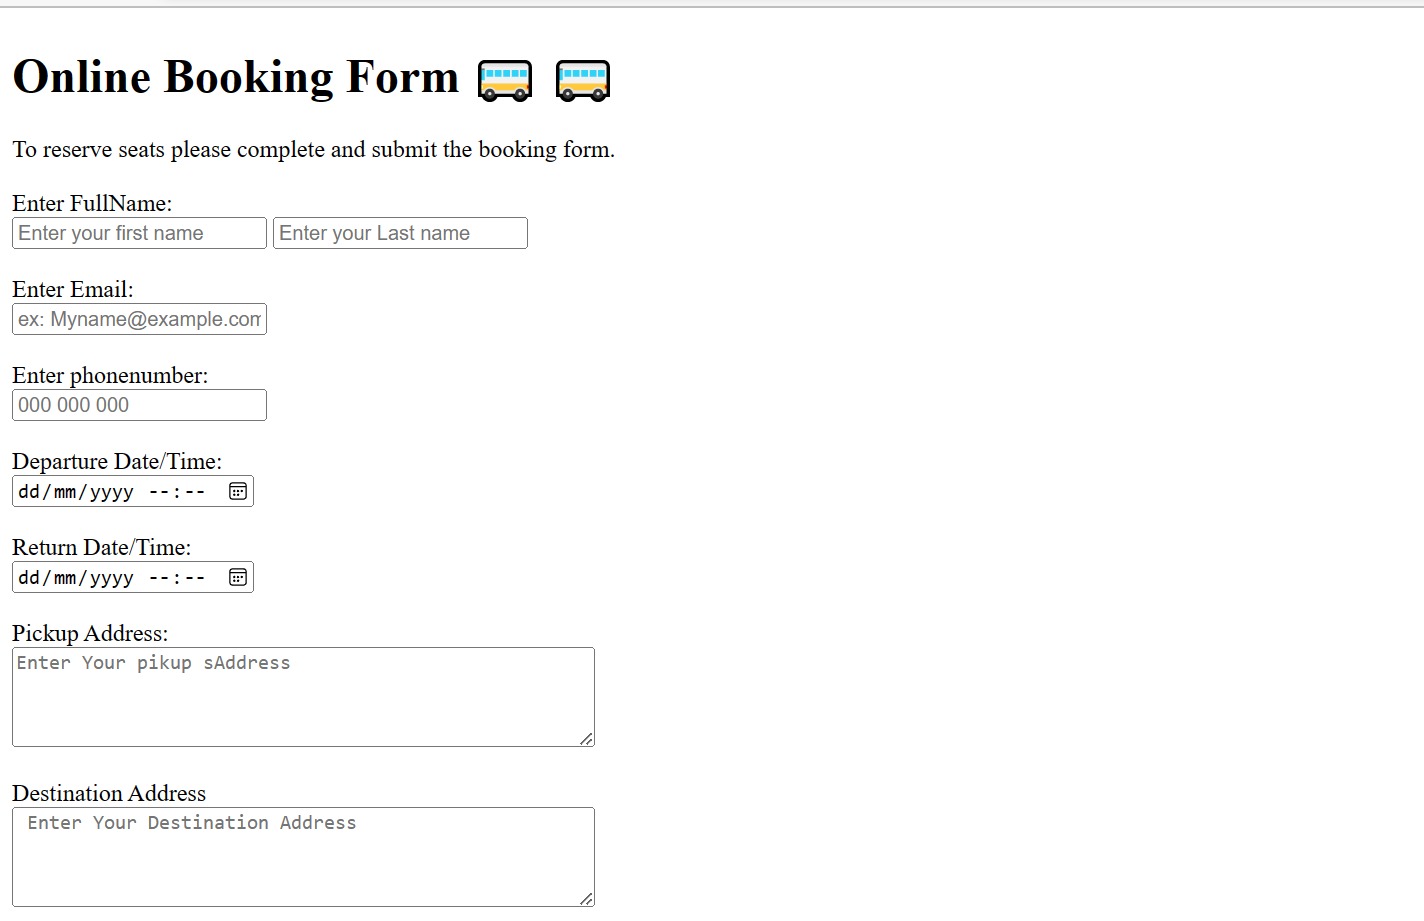 Online Booking Form 🚌 🚌
To reserve seats please complete and submit the booking form.
Enter FullName:
Enter your first name Enter your Last name
Enter Email:
ex: Myname@example.com
Enter phonenumber:
000 000 000
Departure Date/Time:
dd/mm/yyyy --:--
Return Date/Time:
dd/mm/yyyy --:--
Pickup Address:
Enter Your pikup sAddress
Destination Address
Enter Your Destination Address